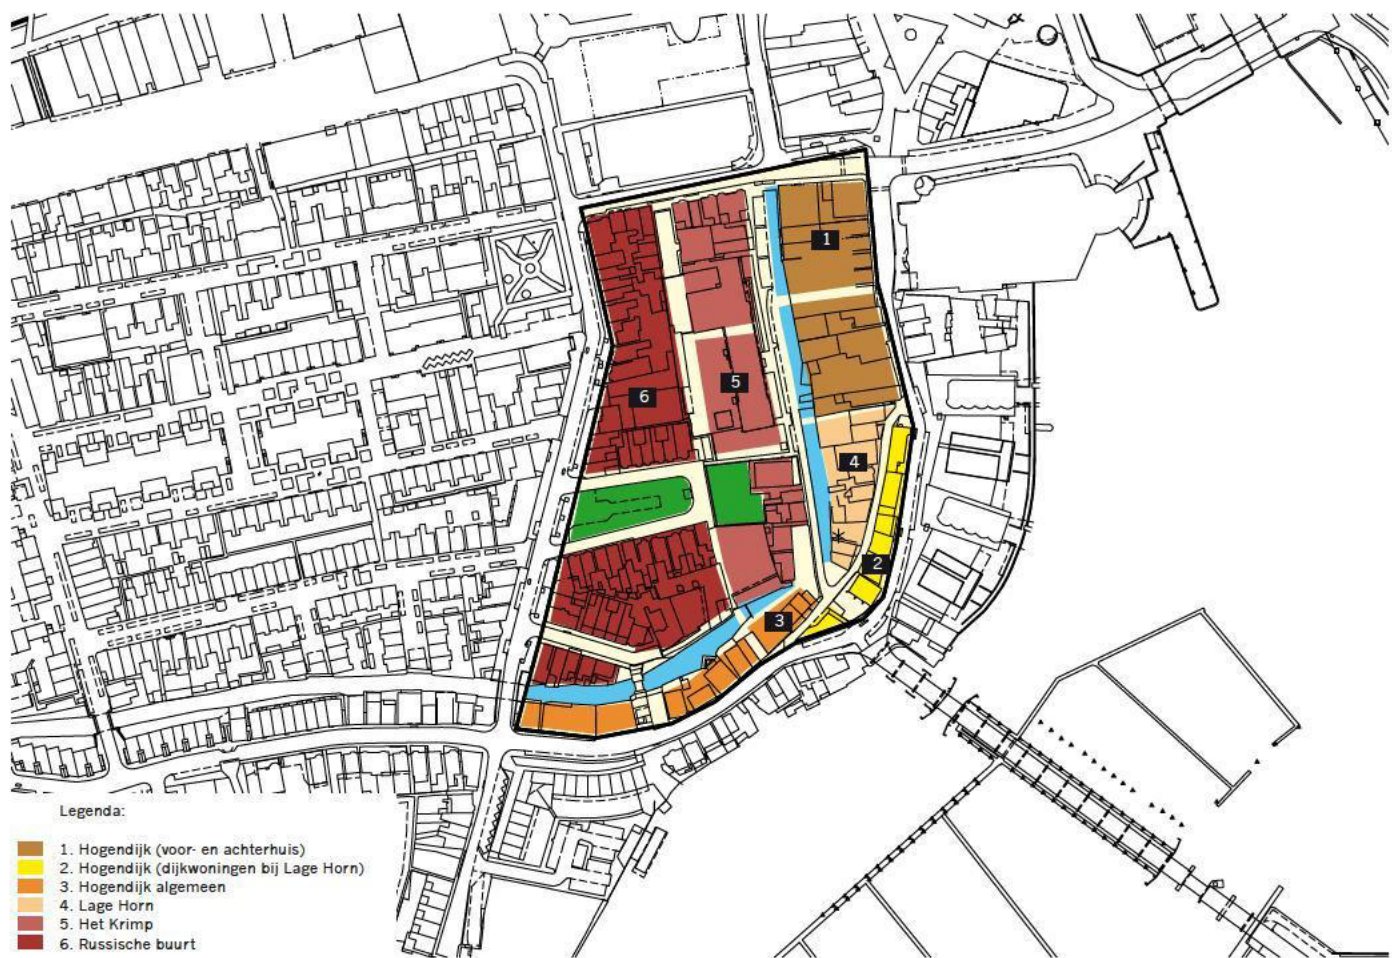 1
5
6
4
2
3
Legenda:
1. Hogendijk (voor- en achterhuis)
2. Hogendijk (dijkwoningen bij Lage Horn)
3. Hogendijk algemeen
4. Lage Horn
5. Het Krimp
6. Russische buurt